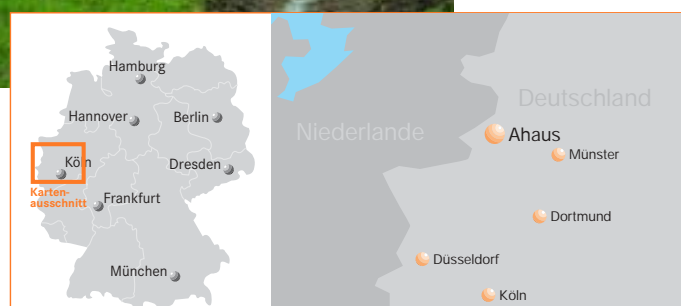 Hamburg
Hannover
Berlin
Köln
Dresden
Karten-
ausschnitt
Frankfurt
München
Deutschland
Niederlande
Ahaus
Münster
Dortmund
Düsseldorf
Köln